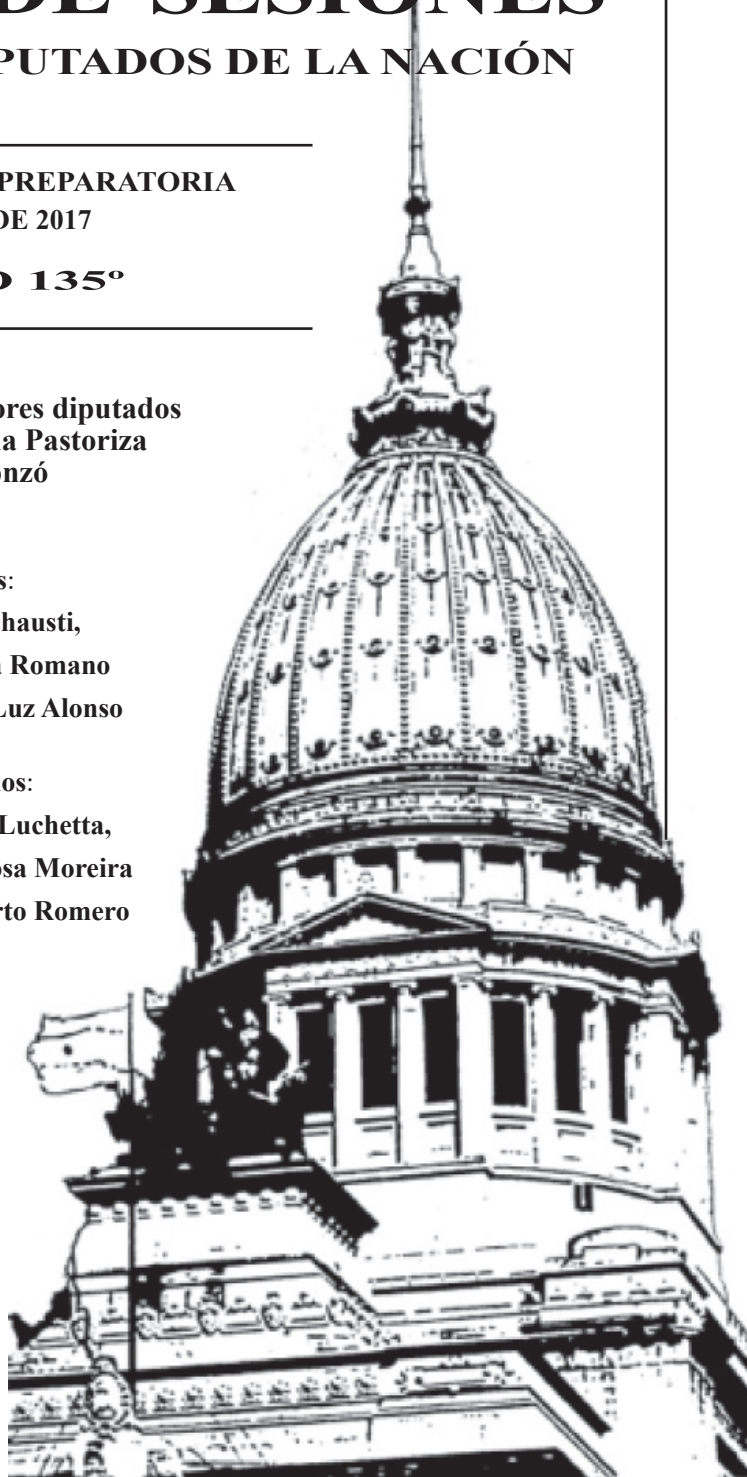 DE SESIONES
PUTADOS DE LA NACIÓN
PREPARATORIA
DE 2017
O 135º
ores diputados
a Pastoriza
onzó
s:
hausti,
Romano
Luz Alonso
os:
Luchetta,
osa Moreira
rto Romero